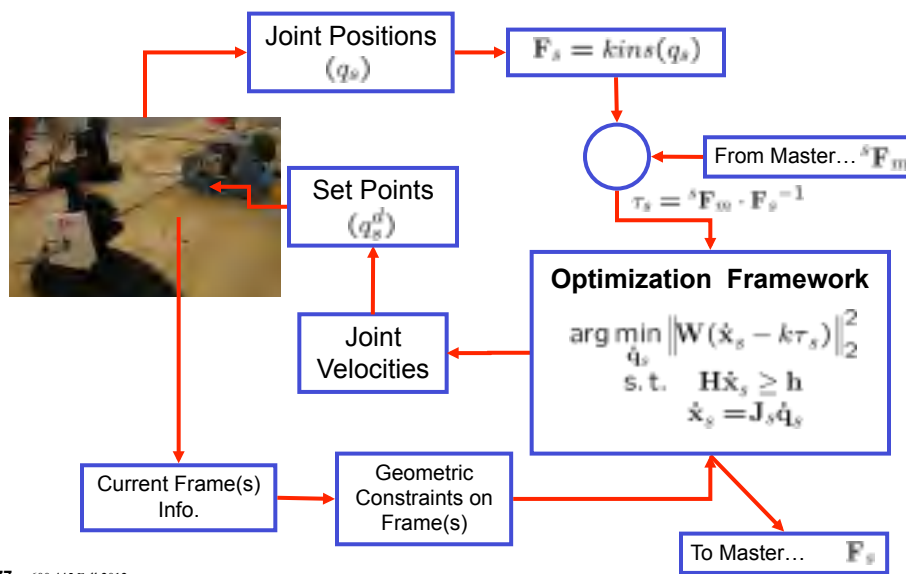 Joint Positions
(q_s)
F_s = kins(q_s)
From Master... ^sF_m
τ_s = ^sF_m · F_s^{-1}
Set Points
(q_s^d)
Optimization Framework
arg min ‖W(ẋ_s − kτ_s)‖_2^2
q̇_s
s. t. Hẋ_s ≥ h
ẋ_s = J_s q̇_s
Joint
Velocities
Current Frame(s)
Info.
Geometric
Constraints on
Frame(s)
To Master... F_s